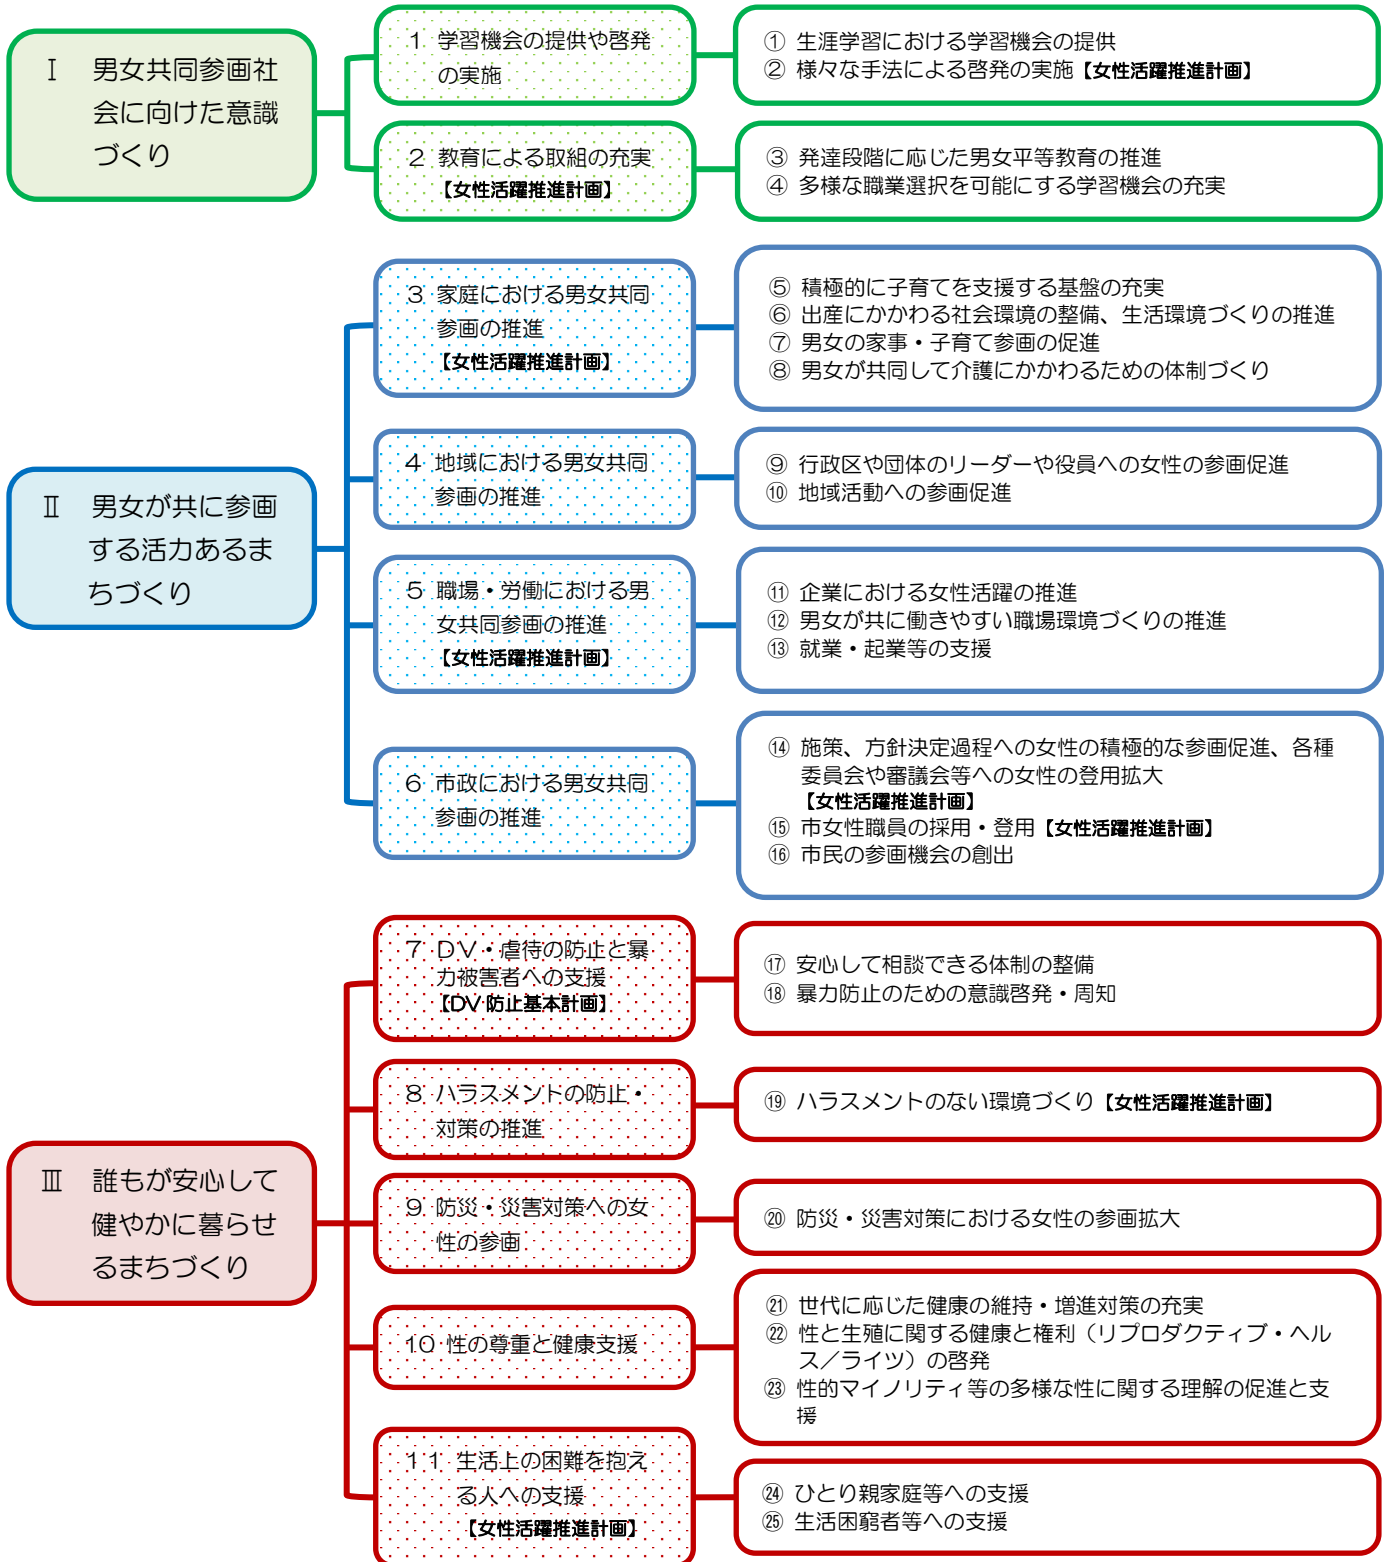 Ⅰ 男女共同参画社
会に向けた意識
づくり
1 学習機会の提供や啓発
の実施
① 生涯学習における学習機会の提供
② 様々な手法による啓発の実施【女性活躍推進計画】
2 教育による取組の充実
【女性活躍推進計画】
③ 発達段階に応じた男女平等教育の推進
④ 多様な職業選択を可能にする学習機会の充実
Ⅱ 男女が共に参画
する活力あるま
ちづくり
3 家庭における男女共同
参画の推進
【女性活躍推進計画】
⑤ 積極的に子育てを支援する基盤の充実
⑥ 出産にかかわる社会環境の整備、生活環境づくりの推進
⑦ 男女の家事・子育て参画の促進
⑧ 男女が共同して介護にかかわるための体制づくり
4 地域における男女共同
参画の推進
⑨ 行政区や団体のリーダーや役員への女性の参画促進
⑩ 地域活動への参画促進
5 職場・労働における男
女共同参画の推進
【女性活躍推進計画】
⑪ 企業における女性活躍の推進
⑫ 男女が共に働きやすい職場環境づくりの推進
⑬ 就業・起業等の支援
6 市政における男女共同
参画の推進
⑭ 施策、方針決定過程への女性の積極的な参画促進、各種
委員会や審議会等への女性の登用拡大
【女性活躍推進計画】
⑮ 市女性職員の採用・登用【女性活躍推進計画】
⑯ 市民の参画機会の創出
Ⅲ 誰もが安心して
健やかに暮らせ
るまちづくり
7 DV・虐待の防止と暴
力被害者への支援
【DV防止基本計画】
⑰ 安心して相談できる体制の整備
⑱ 暴力防止のための意識啓発・周知
8 ハラスメントの防止・
対策の推進
⑲ ハラスメントのない環境づくり【女性活躍推進計画】
9 防災・災害対策への女
性の参画
⑳ 防災・災害対策における女性の参画拡大
10 性の尊重と健康支援
㉑ 世代に応じた健康の維持・増進対策の充実
㉒ 性と生殖に関する健康と権利（リプロダクティブ・ヘル
ス／ライツ）の啓発
㉓ 性的マイノリティ等の多様な性に関する理解の促進と支
援
11 生活上の困難を抱え
る人への支援
【女性活躍推進計画】
㉔ ひとり親家庭等への支援
㉕ 生活困窮者等への支援